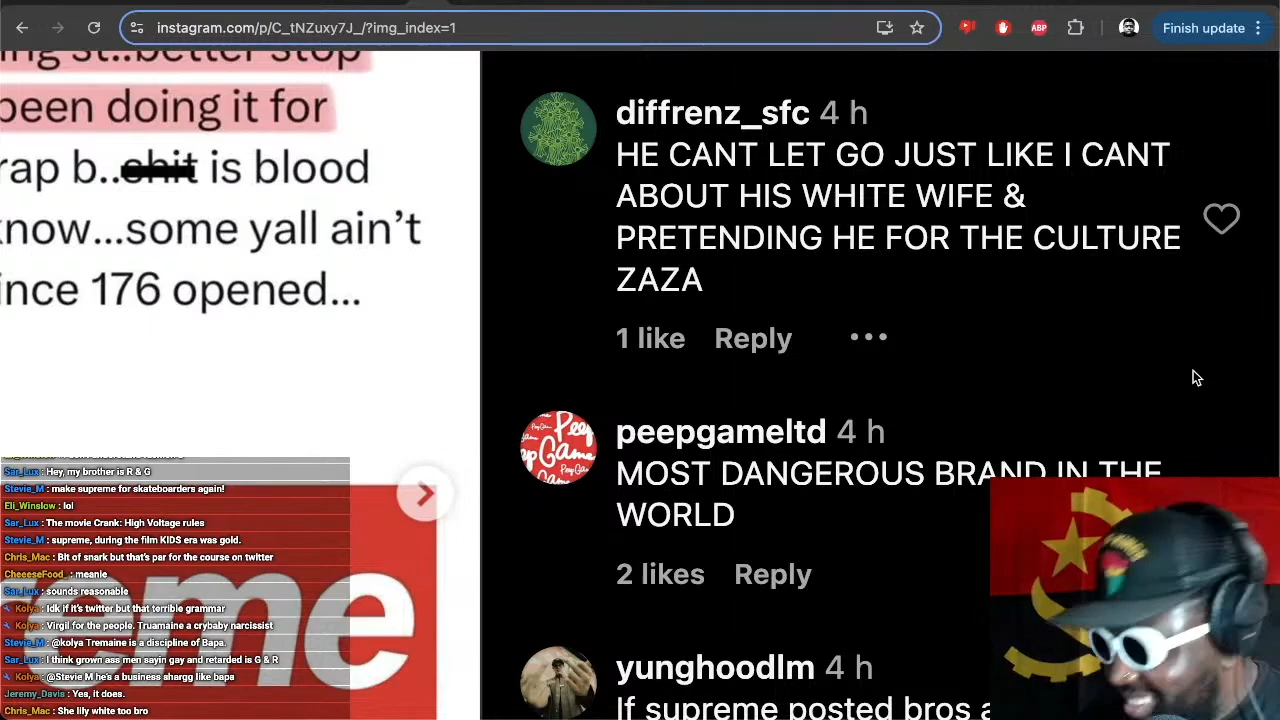 instagram.com/p/C_tNZuxy7J_/?img_index=1
ABP
Finish update
better stop
been doing it for
rap b..shit is blood
know...some yall ain't
ince 176 opened...
eme
diffrenz_sfc 4 h
HE CANT LET GO JUST LIKE I CANT
ABOUT HIS WHITE WIFE &
PRETENDING HE FOR THE CULTURE
ZAZA
1 like Reply
peepgameltd 4 h
MOST DANGEROUS BRAND IN THE
WORLD
2 likes Reply
yunghoodlm 4 h
If supreme posted bros a
Sar_Lux : Hey, my brother is R & G
Stevie_M : make supreme for skateboarders again!
Eli_Winslow : lol
Sar_Lux : The movie Crank: High Voltage rules
Stevie_M : supreme, during the film KIDS era was gold.
Chris_Mac : Bit of snark but that's par for the course on twitter
CheeeseFood_ : meanie
Sar_Lux : sounds reasonable
Kolya : Idk if it's twitter but that terrible grammar
Kolya : Virgil for the people. Truamaine a crybaby narcissist
Stevie_M : @kolya Tremaine is a discipline of Bapa.
Sar_Lux : I think grown ass men sayin gay and retarded is G & R
Kolya : @Stevie M he's a business shargg like bapa
Jeremy_Davis : Yes, it does.
Chris_Mac : She lily white too bro